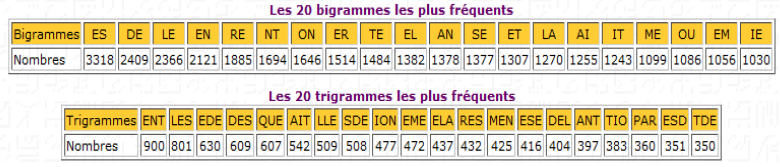 Les 20 bigrammes les plus fréquents
Bigrammes ES DE LE EN RE NT ON ER TE EL AN SE ET LA AI IT ME OU EM IE
Nombres 3318 2409 2366 2121 1885 1694 1646 1514 1484 1382 1378 1377 1307 1270 1255 1243 1099 1086 1056 1030
Les 20 trigrammes les plus fréquents
Trigrammes ENT LES EDE DES QUE AIT LLE SDE ION EME ELA RES MEN ESE DEL ANT TIO PAR ESD TDE
Nombres 900 801 630 609 607 542 509 508 477 472 437 432 425 416 404 397 383 360 351 350